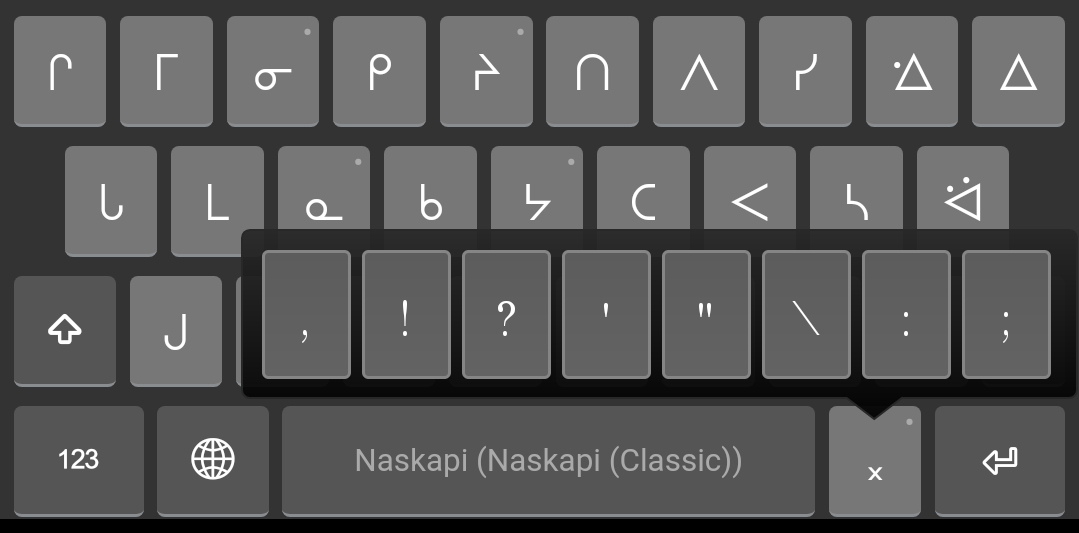 ᒋ ᒥ ᓂ ᑭ ᔨ ᑎ ᐱ ᓯ ᐎ ᐃ
ᒐ ᒪ ᓇ ᑲ ᔭ ᑕ ᐸ ᓴ ᐛ
ᒍ , ! ? ' " \ : ;
123 Naskapi (Naskapi (Classic)) ᙮